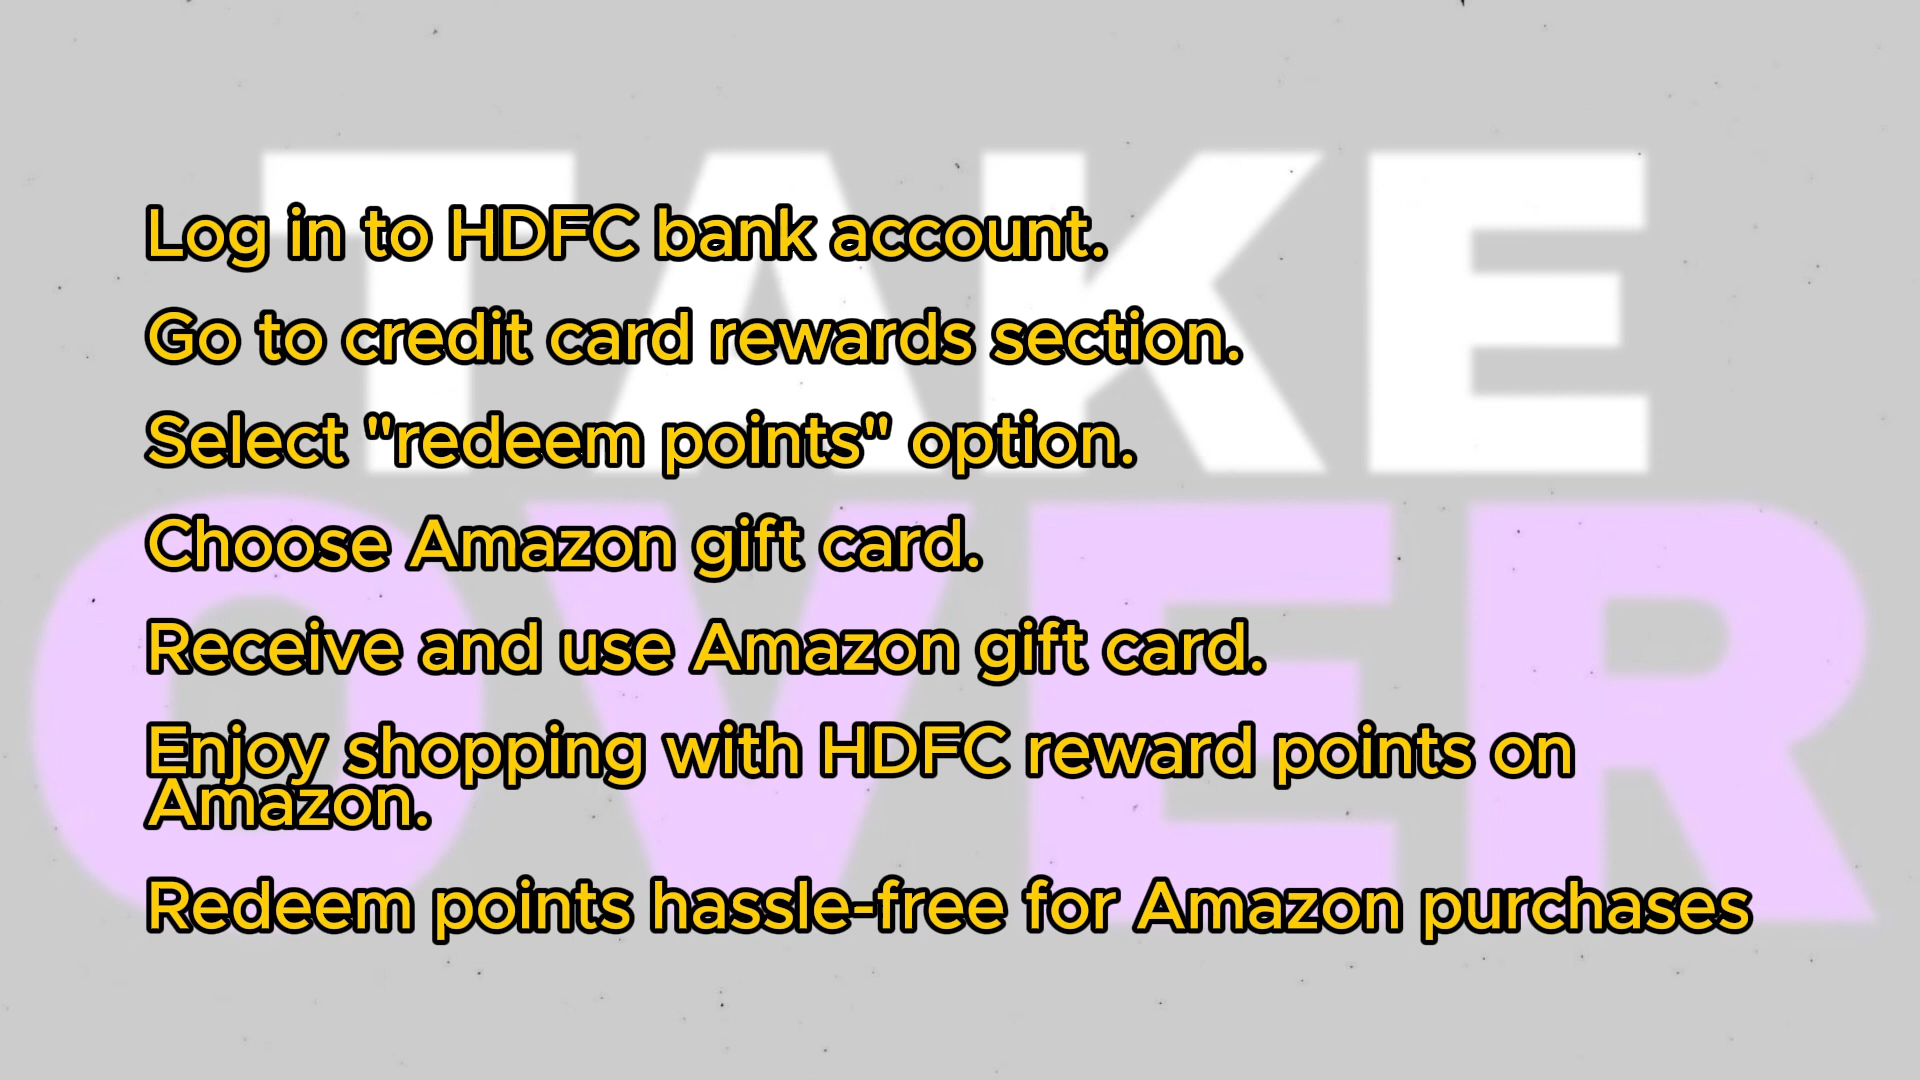 TAKE
OVER
Log in to HDFC bank account.
Go to credit card rewards section.
Select "redeem points" option.
Choose Amazon gift card.
Receive and use Amazon gift card.
Enjoy shopping with HDFC reward points on
Amazon.
Redeem points hassle-free for Amazon purchases